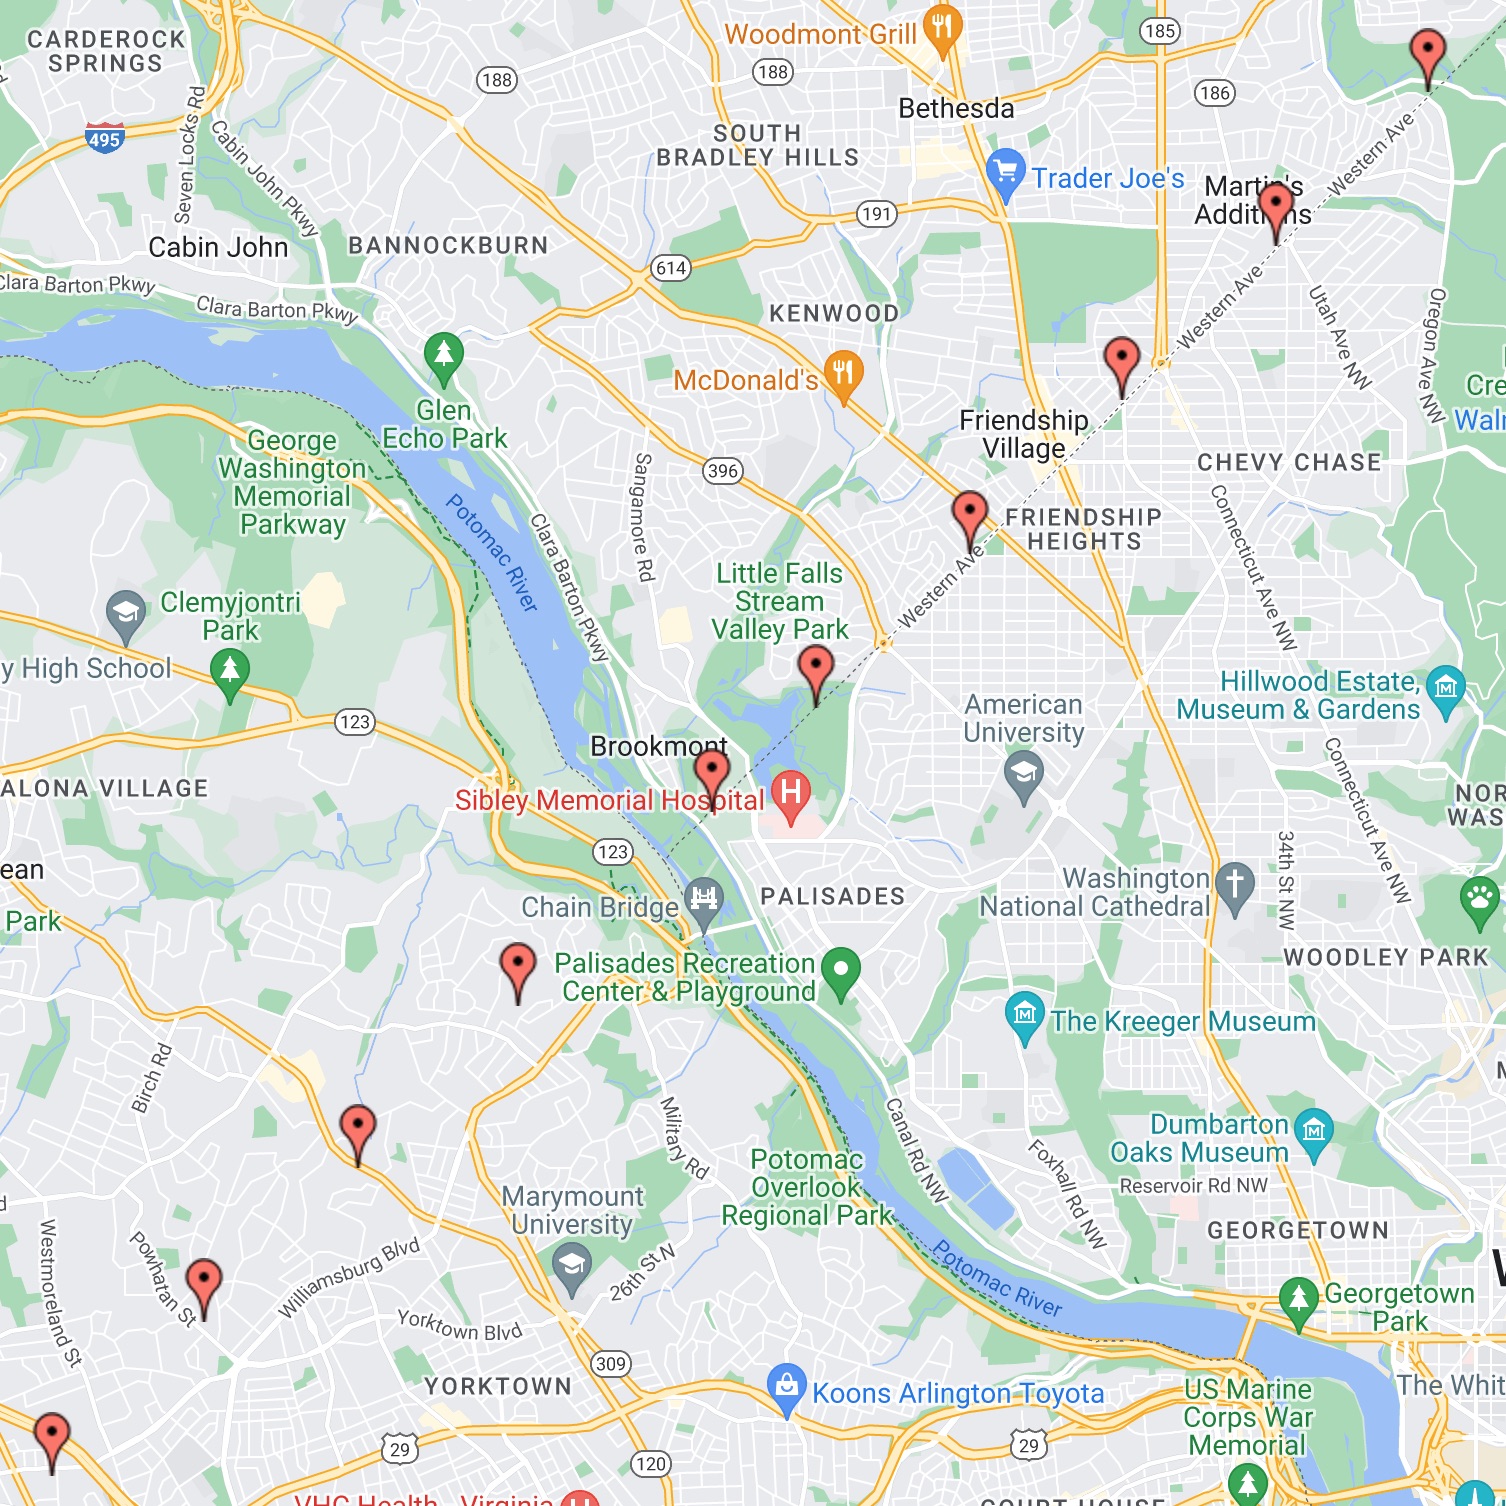 Woodmont Grill
185
CARDEROCK
SPRINGS
188
188
186
Bethesda
495
Seven Locks Rd
Cabin John Pkwy
SOUTH
BRADLEY HILLS
Western Ave
Trader Joe's
Martin's
Additions
191
Cabin John
BANNOCKBURN
614
Clara Barton Pkwy
Clara Barton Pkwy
KENWOOD
Western Ave
Utah Ave NW
Oregon Ave NW
McDonald's
Glen
Echo Park
Friendship
Village
George
Washington
Memorial
Parkway
Sangamore Rd
396
CHEVY CHASE
Potomac River
Clara Barton Pkwy
FRIENDSHIP
HEIGHTS
Connecticut Ave NW
Western Ave
Little Falls
Stream
Valley Park
Clemyjontri
Park
y High School
Hillwood Estate,
Museum & Gardens
American
University
123
Brookmont
ALONA VILLAGE
Sibley Memorial Hospital
Connecticut Ave NW
NOR
WAS
123
34th St NW
ean
Park
Chain Bridge
PALISADES
Washington
National Cathedral
WOODLEY PARK
Palisades Recreation
Center & Playground
The Kreeger Museum
Birch Rd
Military Rd
Canal Rd NW
Foxhall Rd NW
Dumbarton
Oaks Museum
Potomac
Overlook
Regional Park
Reservoir Rd NW
Marymount
University
GEORGETOWN
Westmoreland St
Powhatan St
Williamsburg Blvd
26th St N
Potomac River
Georgetown
Park
Yorktown Blvd
309
YORKTOWN
Koons Arlington Toyota
The Whit
US Marine
Corps War
Memorial
29
29
120
VHC Health - Virginia
COURT HOUSE